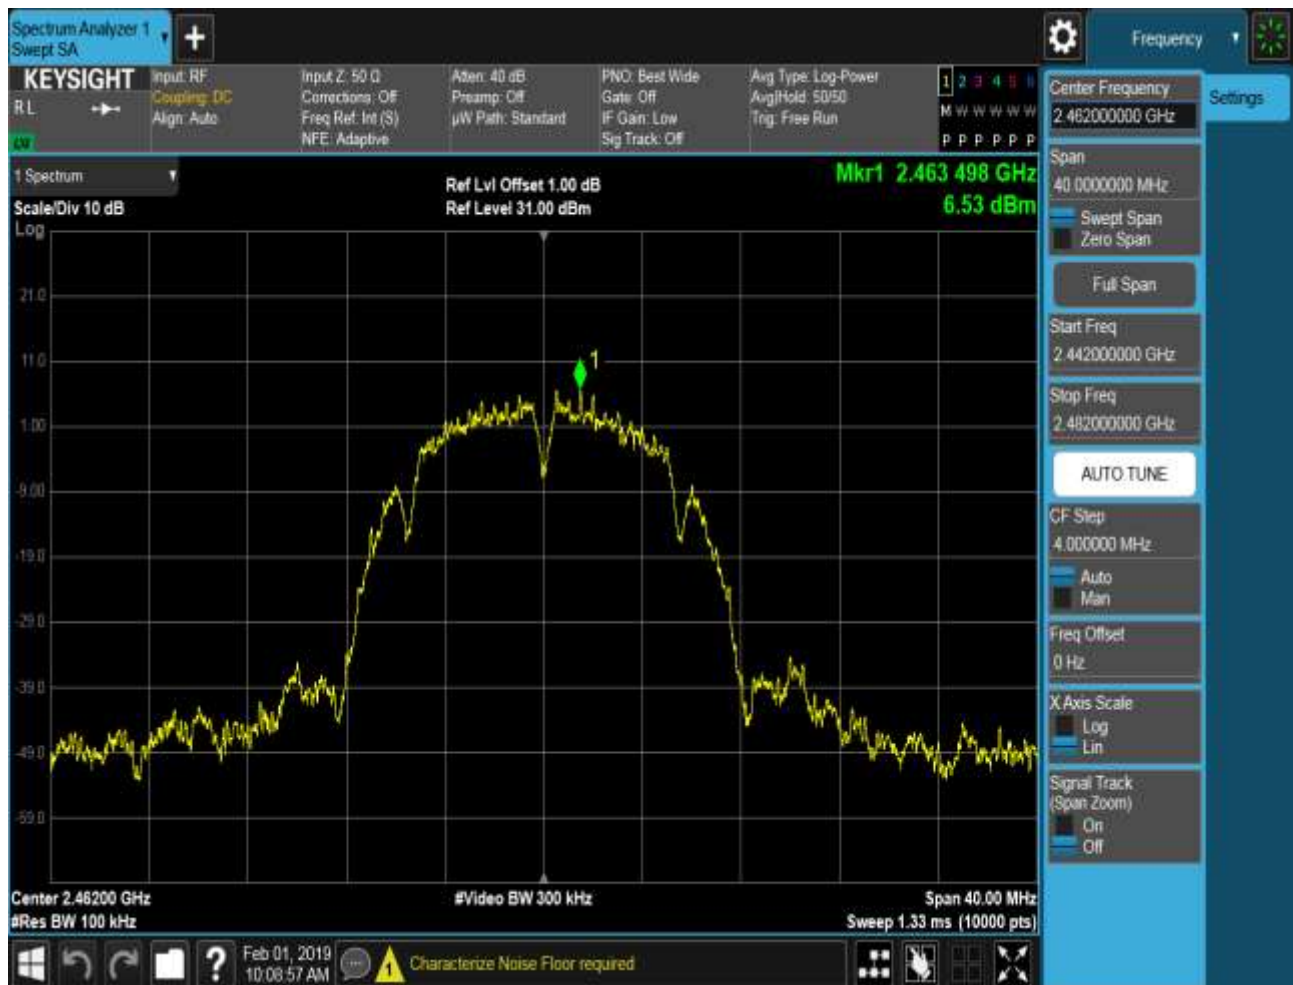 Spectrum Analyzer 1
Swept SA
Frequency
KEYSIGHT
R L
Input: RF
Coupling: DC
Align: Auto
Input Z: 50 Ω
Corrections: Off
Freq Ref: Int (S)
NFE: Adaptive
Atten: 40 dB
Preamp: Off
µW Path: Standard
PNO: Best Wide
Gate: Off
IF Gain: Low
Sig Track: Off
Avg Type: Log-Power
Avg|Hold: 50/50
Trig: Free Run
1 2 3 4 5 6
M W W W W W
P P P P P P
1 Spectrum
Scale/Div 10 dB
Log
Ref Lvl Offset 1.00 dB
Ref Level 31.00 dBm
Mkr1 2.463 498 GHz
6.53 dBm
21.0
11.0
1.00
-9.00
-19.0
-29.0
-39.0
-49.0
-59.0
1
Center 2.46200 GHz
#Res BW 100 kHz
#Video BW 300 kHz
Span 40.00 MHz
Sweep 1.33 ms (10000 pts)
Center Frequency
2.462000000 GHz
Settings
Span
40.0000000 MHz
Swept Span
Zero Span
Full Span
Start Freq
2.442000000 GHz
Stop Freq
2.482000000 GHz
AUTO TUNE
CF Step
4.000000 MHz
Auto
Man
Freq Offset
0 Hz
X Axis Scale
Log
Lin
Signal Track
(Span Zoom)
On
Off
?
Feb 01, 2019
10:08:57 AM
1
Characterize Noise Floor required